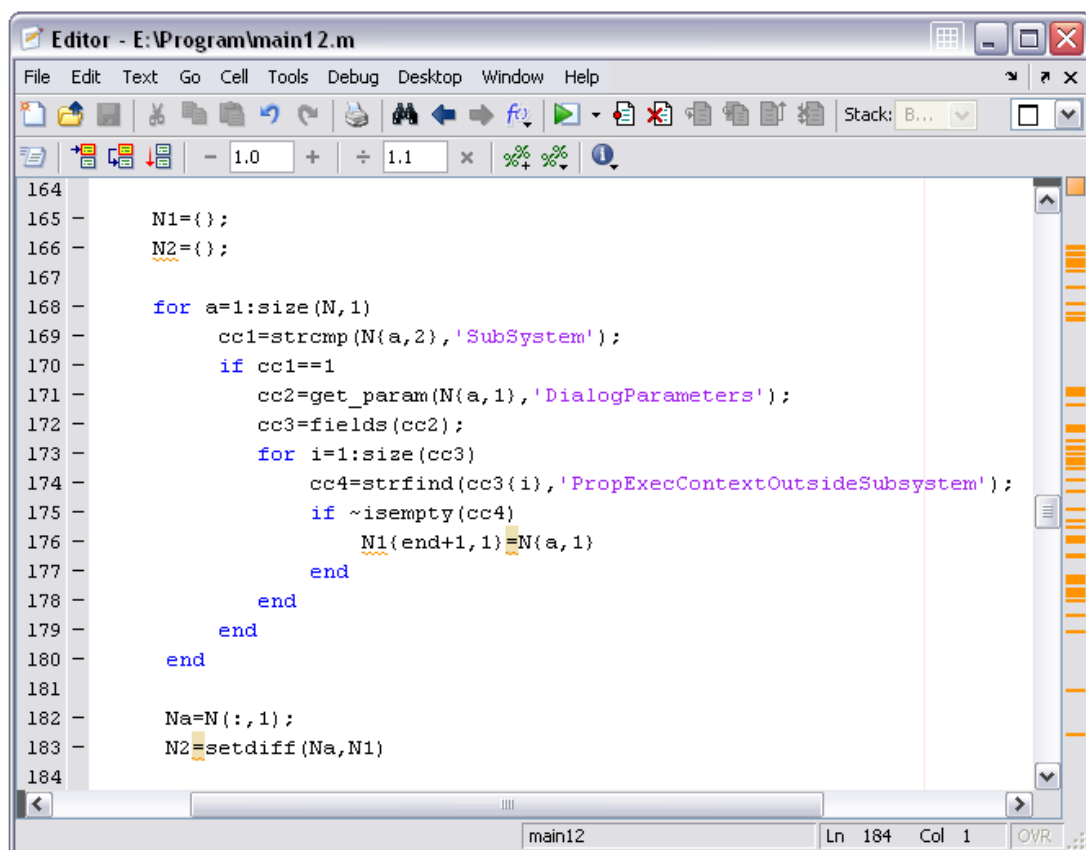 Editor - E:\Program\main12.m
File Edit Text Go Cell Tools Debug Desktop Window Help
Stack: B...
- 1.0 + ÷ 1.1 ×
164
165 - N1={};
166 - N2={};
167
168 - for a=1:size(N,1)
169 - cc1=strcmp(N{a,2},'SubSystem');
170 - if cc1==1
171 - cc2=get_param(N{a,1},'DialogParameters');
172 - cc3=fields(cc2);
173 - for i=1:size(cc3)
174 - cc4=strfind(cc3{i},'PropExecContextOutsideSubsystem');
175 - if ~isempty(cc4)
176 - N1{end+1,1}=N{a,1}
177 - end
178 - end
179 - end
180 - end
181
182 - Na=N(:,1);
183 - N2=setdiff(Na,N1)
184
main12 Ln 184 Col 1 OVR